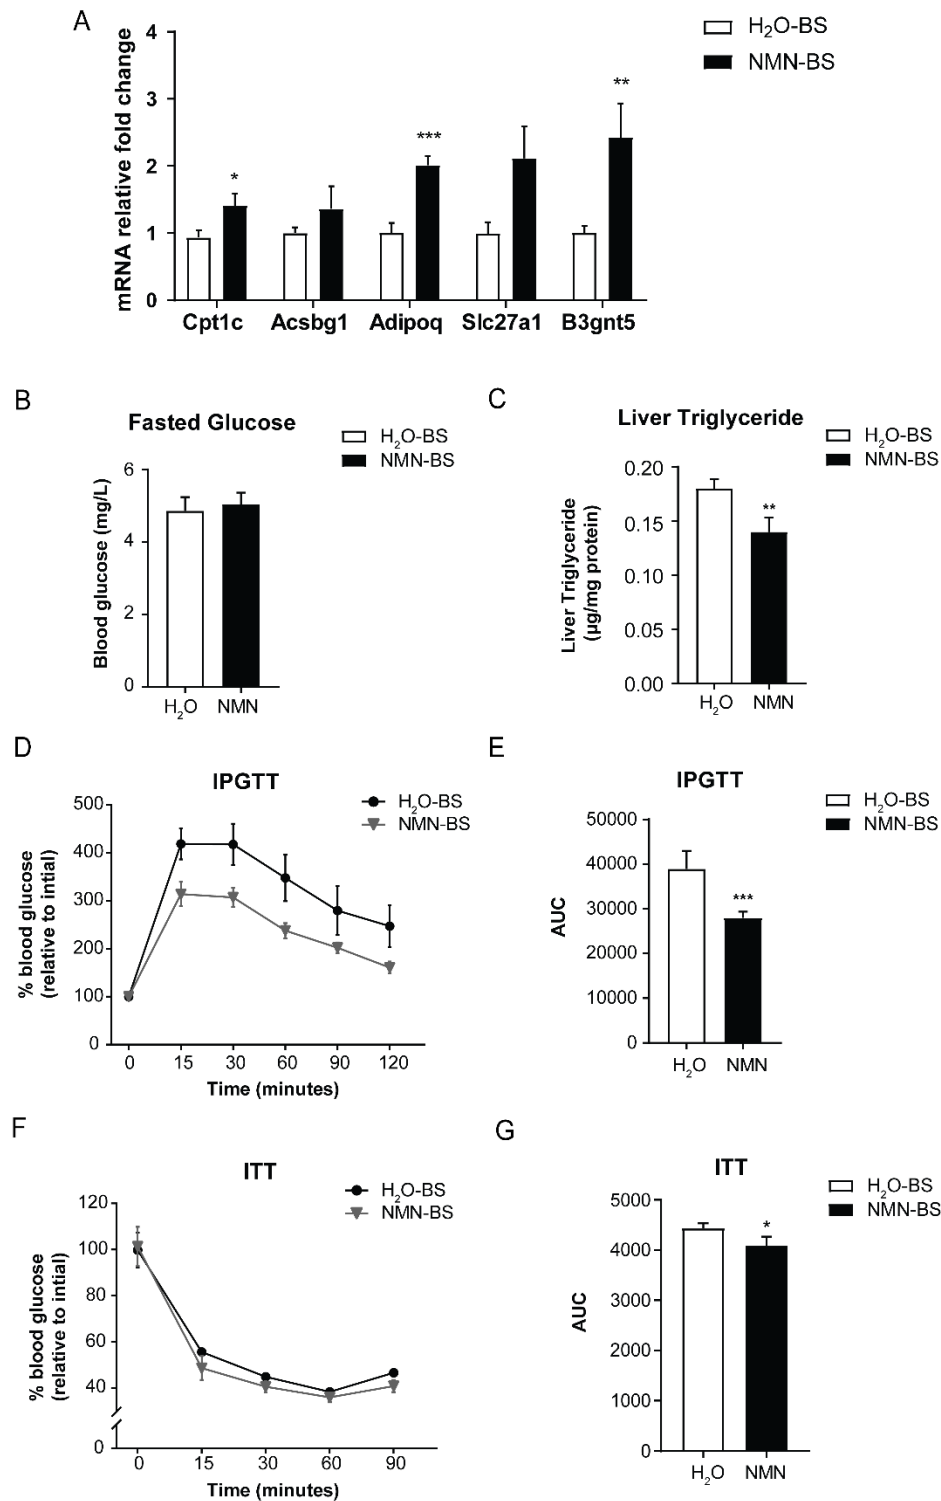 A
H2O-BS
NMN-BS
mRNA relative fold change
4
3
2
1
0
*
***
**
Cpt1c Acsbg1 Adipoq Slc27a1 B3gnt5
B
Fasted Glucose
H2O-BS
NMN-BS
Blood glucose (mg/L)
6
4
2
0
H2O NMN
C
Liver Triglyceride
H2O-BS
NMN-BS
Liver Triglyceride
(µg/mg protein)
0.20
0.15
0.10
0.05
0.00
**
H2O NMN
D
IPGTT
H2O-BS
NMN-BS
% blood glucose
(relative to intial)
500
400
300
200
100
0
0 15 30 60 90 120
Time (minutes)
E
IPGTT
H2O-BS
NMN-BS
AUC
50000
40000
30000
20000
10000
0
***
H2O NMN
F
ITT
H2O-BS
NMN-BS
% blood glucose
(relative to intial)
120
100
80
60
40
0
0 15 30 60 90
Time (minutes)
G
ITT
H2O-BS
NMN-BS
AUC
5000
4000
3000
2000
1000
0
*
H2O NMN